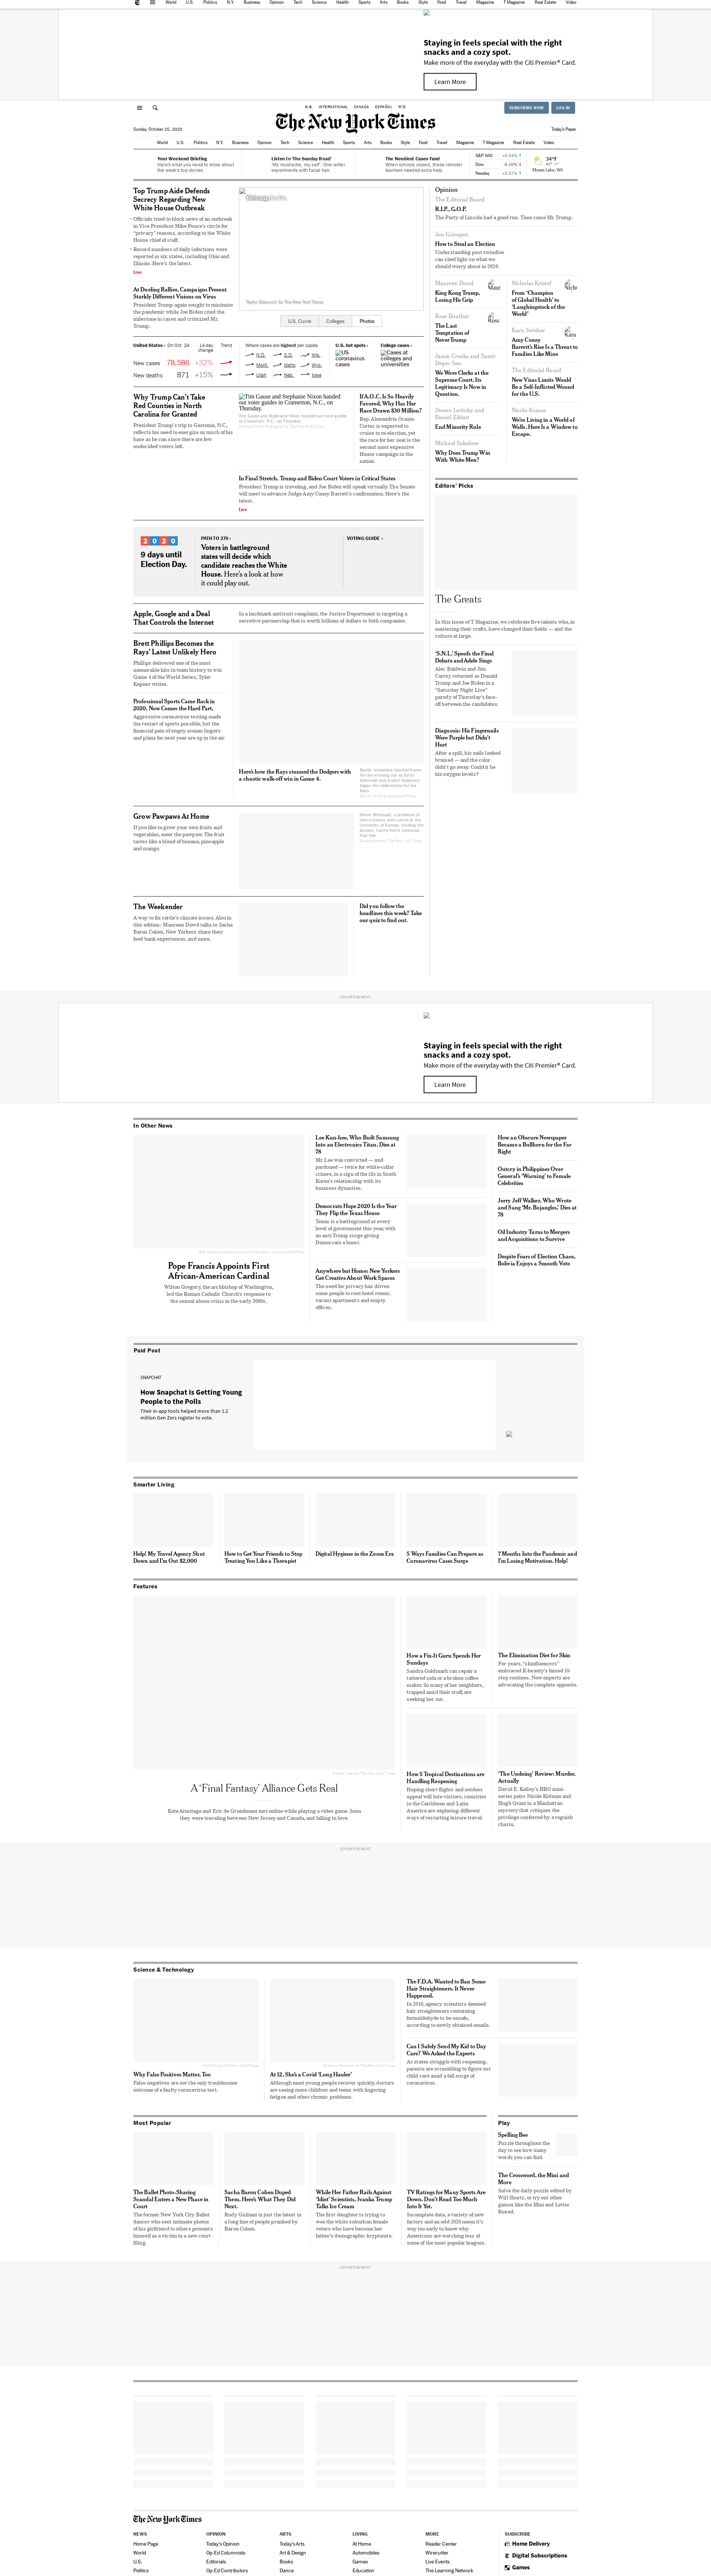 World U.S. Politics N.Y. Business Opinion Tech Science Health Sports Arts Books Style Food Travel Magazine T Magazine Real Estate Video
Staying in feels special with the right
snacks and a cozy spot.
Make more of the everyday with the Citi Premier® Card.
Learn More
INTERNATIONAL CANADA ESPAÑOL 中文
SUBSCRIBE NOW LOG IN
The New York Times
Sunday, October 25, 2020
Today's Paper
World U.S. Politics N.Y. Business Opinion Tech Science Health Sports Arts Books Style Food Travel Magazine T Magazine Real Estate Video
Your Weekend Briefing
Here's what you need to know about
the week's top stories.
Listen to 'The Sunday Read'
'My mustache, my self': One writer
experiments with facial hair.
The Neediest Cases Fund
When schools closed, these remote
learners needed extra help.
S&P 500 +0.34% ↑
Dow -0.10% ↓
Nasdaq +0.37% ↑
34°F
Moses Lake, WA
Top Trump Aide Defends
Secrecy Regarding New
White House Outbreak
• Officials tried to block news of an outbreak
in Vice President Mike Pence's circle for
"privacy" reasons, according to the White
House chief of staff.
• Record numbers of daily infections were
reported in six states, including Ohio and
Illinois. Here's the latest.
Live
At Dueling Rallies, Campaigns Present
Starkly Different Visions on Virus
President Trump again sought to minimize
the pandemic while Joe Biden cited the
uptick in cases and criticized Mr.
Trump.
U.S. Curve Colleges Photos
United States › On Oct. 24 14-day
change Trend
New cases 78,586 +32%
New deaths 871 +15%
Where cases are highest per capita
N.D. S.D. Wis.
Mont. Idaho Wyo.
Utah Neb. Iowa
U.S. hot spots ›
US
coronavirus
cases
College cases ›
Cases at
colleges and
universities
Why Trump Can't Take
Red Counties in North
Carolina for Granted
President Trump's trip to Gastonia, N.C.,
reflects his need to energize as much of his
base as he can since there are few
undecided voters left.
Tim Gause and Stephanie Nixon handed
out voter guides in Cramerton, N.C., on
Thursday.
Tim Gause and Stephanie Nixon handed out voter guides
in Cramerton, N.C., on Thursday.
If A.O.C. Is So Heavily
Favored, Why Has Her
Race Drawn $30 Million?
Rep. Alexandria Ocasio-
Cortez is expected to
cruise to re-election, yet
the race for her seat is one
of the most expensive
House campaign in the
nation.
In Final Stretch, Trump and Biden Court Voters in Critical States
President Trump is traveling, and Joe Biden will speak virtually. The Senate
will meet to advance Judge Amy Coney Barrett's confirmation. Here's the
latest.
Live
2020
9 days until
Election Day.
PATH TO 270 ›
Voters in battleground
states will decide which
candidate reaches the White
House. Here's a look at how
it could play out.
VOTING GUIDE ›
Apple, Google and a Deal
That Controls the Internet
In a landmark antitrust complaint, the Justice Department is targeting a
secretive partnership that is worth billions of dollars to both companies.
Brett Phillips Becomes the
Rays' Latest Unlikely Hero
Phillips delivered one of the most
memorable hits in team history to win
Game 4 of the World Series, Tyler
Kepner writes.
Professional Sports Came Back in
2020. Now Comes the Hard Part.
Aggressive coronavirus testing made
the restart of sports possible, but the
financial pain of empty arenas lingers
and plans for next year are up in the air.
Here's how the Rays stunned the Dodgers with
a chaotic walk-off win in Game 4.
Grow Pawpaws At Home
If you like to grow your own fruits and
vegetables, meet the pawpaw. The fruit
tastes like a blend of banana, pineapple
and mango.
The Weekender
A way to fix cattle's climate issues. Also in
this edition: Maureen Dowd talks to Sacha
Baron Cohen, New Yorkers share their
food bank experiences, and more.
Did you follow the
headlines this week? Take
our quiz to find out.
Opinion
The Editorial Board
R.I.P., G.O.P.
The Party of Lincoln had a good run. Then came Mr. Trump.
Jon Grinspan
How to Steal an Election
Understanding past swindles
can shed light on what we
should worry about in 2020.
Maureen Dowd
King Kong Trump,
Losing His Grip
Ross Douthat
The Last
Temptation of
NeverTrump
Jamie Crooks and Samir
Deger-Sen
We Were Clerks at the
Supreme Court. Its
Legitimacy Is Now in
Question.
Steven Levitsky and
Daniel Ziblatt
End Minority Rule
Michael Sokolove
Why Does Trump Win
With White Men?
Nicholas Kristof
From 'Champion
of Global Health' to
'Laughingstock of the
World'
Kara Swisher
Amy Coney
Barrett's Rise Is a Threat to
Families Like Mine
The Editorial Board
New Visas Limits Would
Be a Self-Inflicted Wound
for the U.S.
Nicole Krauss
We're Living in a World of
Walls. Here Is a Window to
Escape.
Editors' Picks
The Greats
In this issue of T Magazine, we celebrate five talents who, in
mastering their crafts, have changed their fields — and the
culture at large.
'S.N.L.' Spoofs the Final
Debate and Adele Sings
Alec Baldwin and Jim
Carrey returned as Donald
Trump and Joe Biden in a
"Saturday Night Live"
parody of Thursday's face-
off between the candidates.
Diagnosis: His Fingernails
Were Purple but Didn't
Hurt
After a spill, his nails looked
bruised — and the color
didn't go away. Could it be
his oxygen levels?
ADVERTISEMENT
Staying in feels special with the right
snacks and a cozy spot.
Make more of the everyday with the Citi Premier® Card.
Learn More
In Other News
Pope Francis Appoints First
African-American Cardinal
Wilton Gregory, the archbishop of Washington,
led the Roman Catholic Church's response to
the sexual abuse crisis in the early 2000s.
Lee Kun-hee, Who Built Samsung
Into an Electronics Titan, Dies at
78
Mr. Lee was convicted — and
pardoned — twice for white-collar
crimes, in a sign of the ills in South
Korea's relationship with its
business dynasties.
Democrats Hope 2020 Is the Year
They Flip the Texas House
Texas is a battleground at every
level of government this year, with
an anti-Trump surge giving
Democrats a boost.
Anywhere but Home: New Yorkers
Get Creative About Work Spaces
The need for privacy has driven
some people to rent hotel rooms,
vacant apartments and empty
offices.
How an Obscure Newspaper
Became a Bullhorn for the Far
Right
Outcry in Philippines Over
General's 'Warning' to Female
Celebrities
Jerry Jeff Walker, Who Wrote
and Sang 'Mr. Bojangles,' Dies at
78
Oil Industry Turns to Mergers
and Acquisitions to Survive
Despite Fears of Election Chaos,
Bolivia Enjoys a Smooth Vote
Paid Post
SNAPCHAT
How Snapchat Is Getting Young
People to the Polls
Their in-app tools helped more than 1.2
million Gen Zers register to vote.
Smarter Living
Help! My Travel Agency Shut
Down and I'm Out $2,000
How to Get Your Friends to Stop
Treating You Like a Therapist
Digital Hygiene in the Zoom Era
5 Ways Families Can Prepare as
Coronavirus Cases Surge
7 Months Into the Pandemic and
I'm Losing Motivation. Help!
Features
A 'Final Fantasy' Alliance Gets Real
Kate Armitage and Eric de Grandmont met online while playing a video game. Soon
they were traveling between New Jersey and Canada, and falling in love.
How a Fix-It Guru Spends Her
Sundays
Sandra Goldmark can repair a
tattered sofa or a broken coffee
maker. So many of her neighbors,
trapped amid their stuff, are
seeking her out.
The Elimination Diet for Skin
For years, "skinfluencers"
embraced K-beauty's famed 10-
step routines. Now experts are
advocating the complete opposite.
How 5 Tropical Destinations are
Handling Reopening
Hoping short flights and outdoor
appeal will lure visitors, countries
in the Caribbean and Latin
America are exploring different
ways of restarting leisure travel.
'The Undoing' Review: Murder,
Actually
David E. Kelley's HBO mini-
series pairs Nicole Kidman and
Hugh Grant in a Manhattan
mystery that critiques the
privilege conferred by a roguish
charm.
ADVERTISEMENT
Science & Technology
Why False Positives Matter, Too
False negatives are not the only troublesome
outcome of a faulty coronavirus test.
At 12, She's a Covid 'Long Hauler'
Although most young people recover quickly, doctors
are seeing more children and teens with lingering
fatigue and other chronic problems.
The F.D.A. Wanted to Ban Some
Hair Straighteners. It Never
Happened.
In 2016, agency scientists deemed
hair straighteners containing
formaldehyde to be unsafe,
according to newly obtained emails.
Can I Safely Send My Kid to Day
Care? We Asked the Experts
As states struggle with reopening,
parents are scrambling to figure out
child care amid a fall surge of
coronavirus.
Most Popular
The Ballot Photo-Sharing
Scandal Enters a New Phase in
Court
The former New York City Ballet
dancer who sent intimate photos
of his girlfriend to others presents
himself as a victim in a new court
filing.
Sacha Baron Cohen Duped
Them. Here's What They Did
Next.
Rudy Giuliani is just the latest in
a long line of people pranked by
Baron Cohen.
While Her Father Rails Against
'Idiot' Scientists, Ivanka Trump
Talks Ice Cream
The first daughter is trying to
woo the white suburban female
voters who have become her
father's demographic kryptonite.
TV Ratings for Many Sports Are
Down. Don't Read Too Much
Into It Yet.
Incomplete data, a variety of new
factors and an odd 2020 mean it's
way too early to know why
Americans are watching less of
some of the most popular leagues.
Play
Spelling Bee
Puzzle throughout the
day to see how many
words you can find.
The Crossword, the Mini and
More
Solve the daily puzzle edited by
Will Shortz, or try out other
games like the Mini and Letter
Boxed.
ADVERTISEMENT
The New York Times
NEWS
Home Page
World
U.S.
Politics
OPINION
Today's Opinion
Op-Ed Columnists
Editorials
Op-Ed Contributors
ARTS
Today's Arts
Art & Design
Books
Dance
LIVING
At Home
Automobiles
Games
Education
MORE
Reader Center
Wirecutter
Live Events
The Learning Network
SUBSCRIBE
Home Delivery
Digital Subscriptions
Games